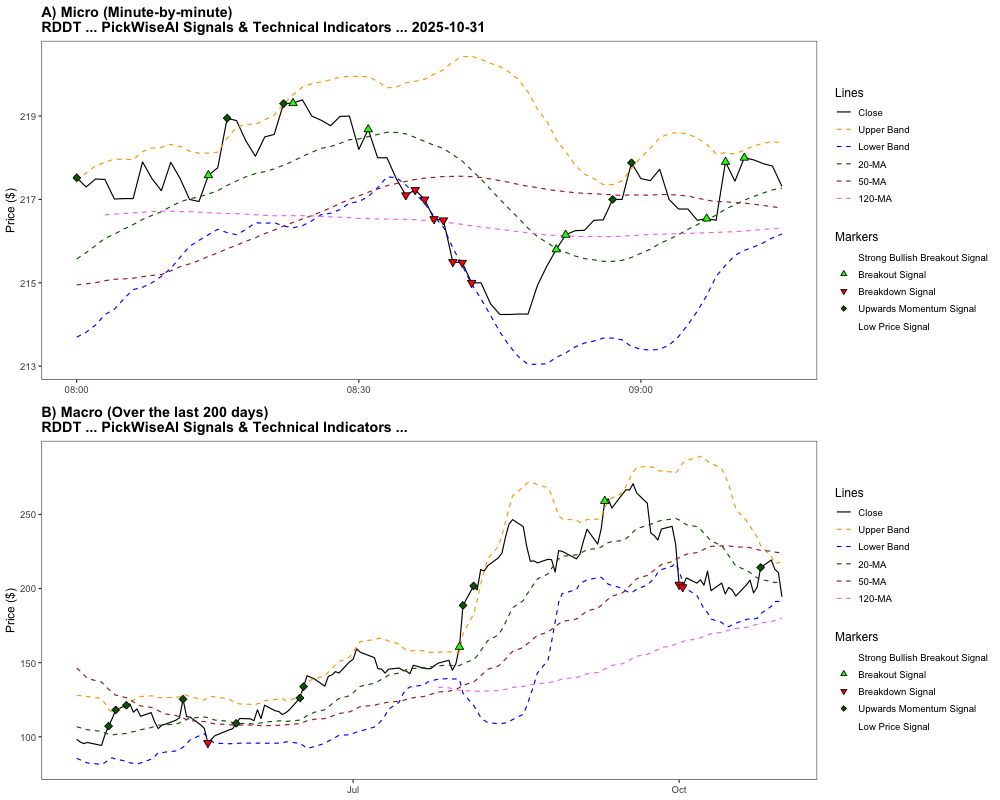 A) Micro (Minute-by-minute)
RDDT ... PickWiseAI Signals & Technical Indicators ... 2025-10-31
Price ($)
219
217
215
213
08:00
08:30
09:00
Lines
Close
Upper Band
Lower Band
20-MA
50-MA
120-MA
Markers
Strong Bullish Breakout Signal
Breakout Signal
Breakdown Signal
Upwards Momentum Signal
Low Price Signal
B) Macro (Over the last 200 days)
RDDT ... PickWiseAI Signals & Technical Indicators ...
Price ($)
250
200
150
100
Jul
Oct
Lines
Close
Upper Band
Lower Band
20-MA
50-MA
120-MA
Markers
Strong Bullish Breakout Signal
Breakout Signal
Breakdown Signal
Upwards Momentum Signal
Low Price Signal